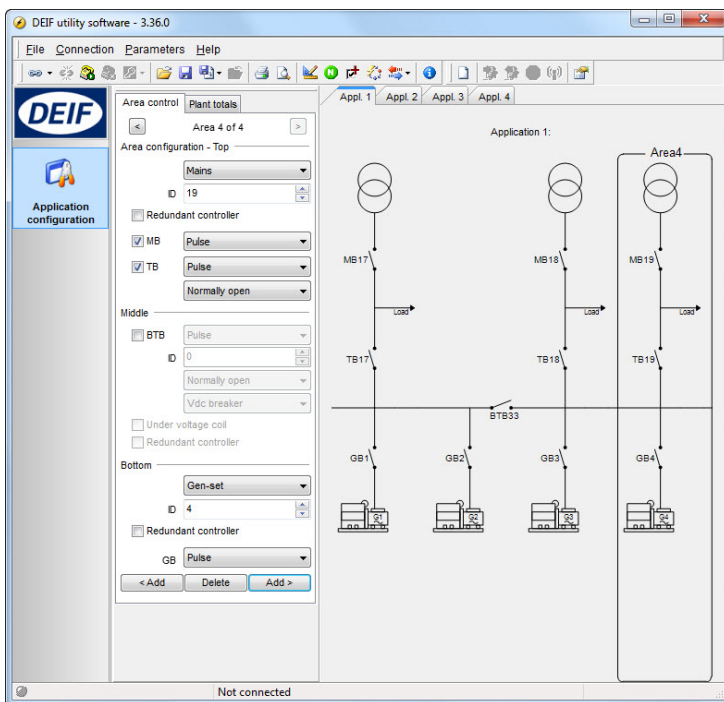 DEIF utility software - 3.36.0
File Connection Parameters Help
DEIF
Application
configuration
Area control Plant totals
< Area 4 of 4 >
Area configuration - Top
Mains
ID 19
Redundant controller
MB Pulse
TB Pulse
Normally open
Middle
BTB Pulse
ID 0
Normally open
Vdc breaker
Under voltage coil
Redundant controller
Bottom
Gen-set
ID 4
Redundant controller
GB Pulse
< Add Delete Add >
Appl. 1 Appl. 2 Appl. 3 Appl. 4
Application 1:
Area4
MB17 MB18 MB19
Load Load Load
TB17 TB18 TB19
BTB33
GB1 GB2 GB3 GB4
G1 G2 G3 G4
Not connected